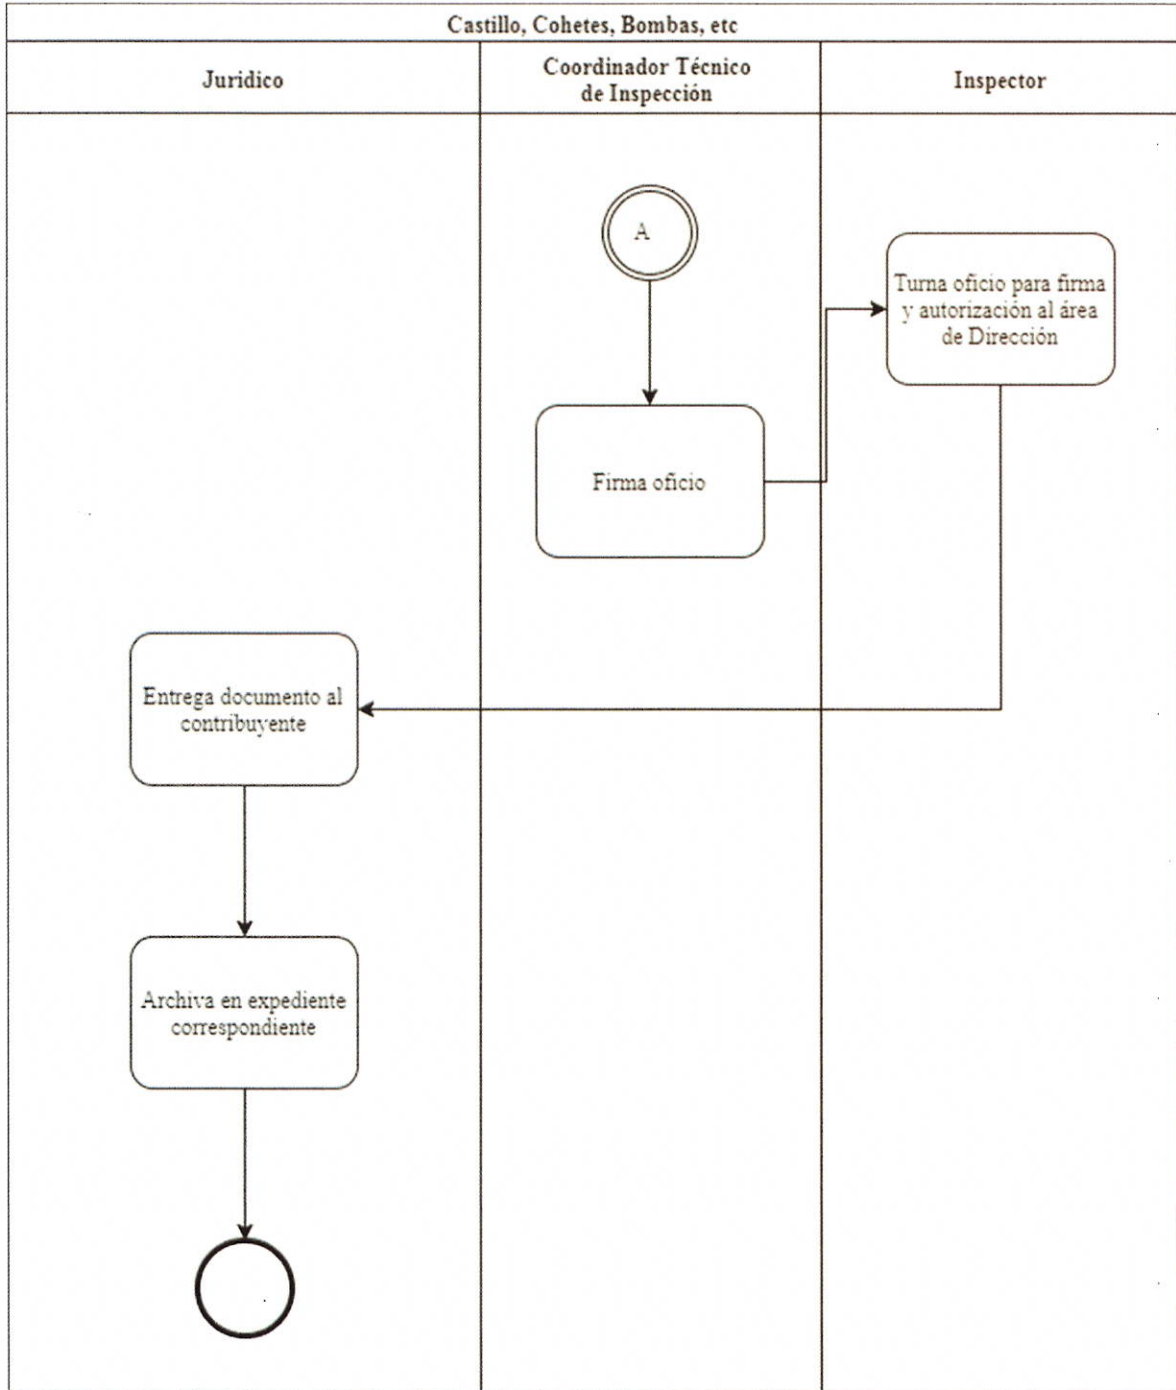 Castillo, Cohetes, Bombas, etc
Juridico
Coordinador Técnico
de Inspección
Inspector
A
Turna oficio para firma
y autorización al área
de Dirección
Firma oficio
Entrega documento al
contribuyente
Archiva en expediente
correspondiente